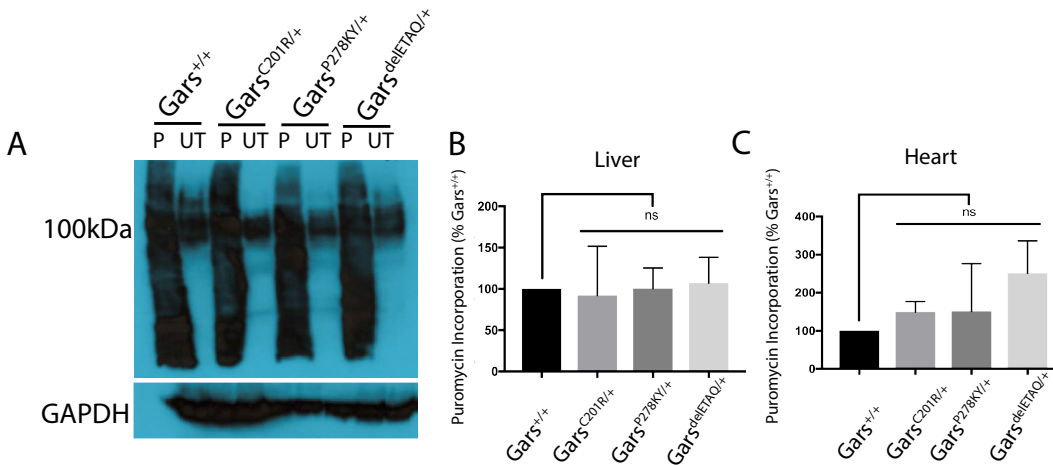 A
Gars+/+ GarsC201R/+ GarsP278KY/+ GarsdelETAQ/+
P UT P UT P UT P UT
100kDa
GAPDH
B
Liver
Puromycin Incorporation (% Gars+/+)
200
150
100
50
0
ns
Gars+/+ GarsC201R/+ GarsP278KY/+ GarsdelETAQ/+
C
Heart
Puromycin Incorporation (% Gars+/+)
400
300
200
100
0
ns
Gars+/+ GarsC201R/+ GarsP278KY/+ GarsdelETAQ/+